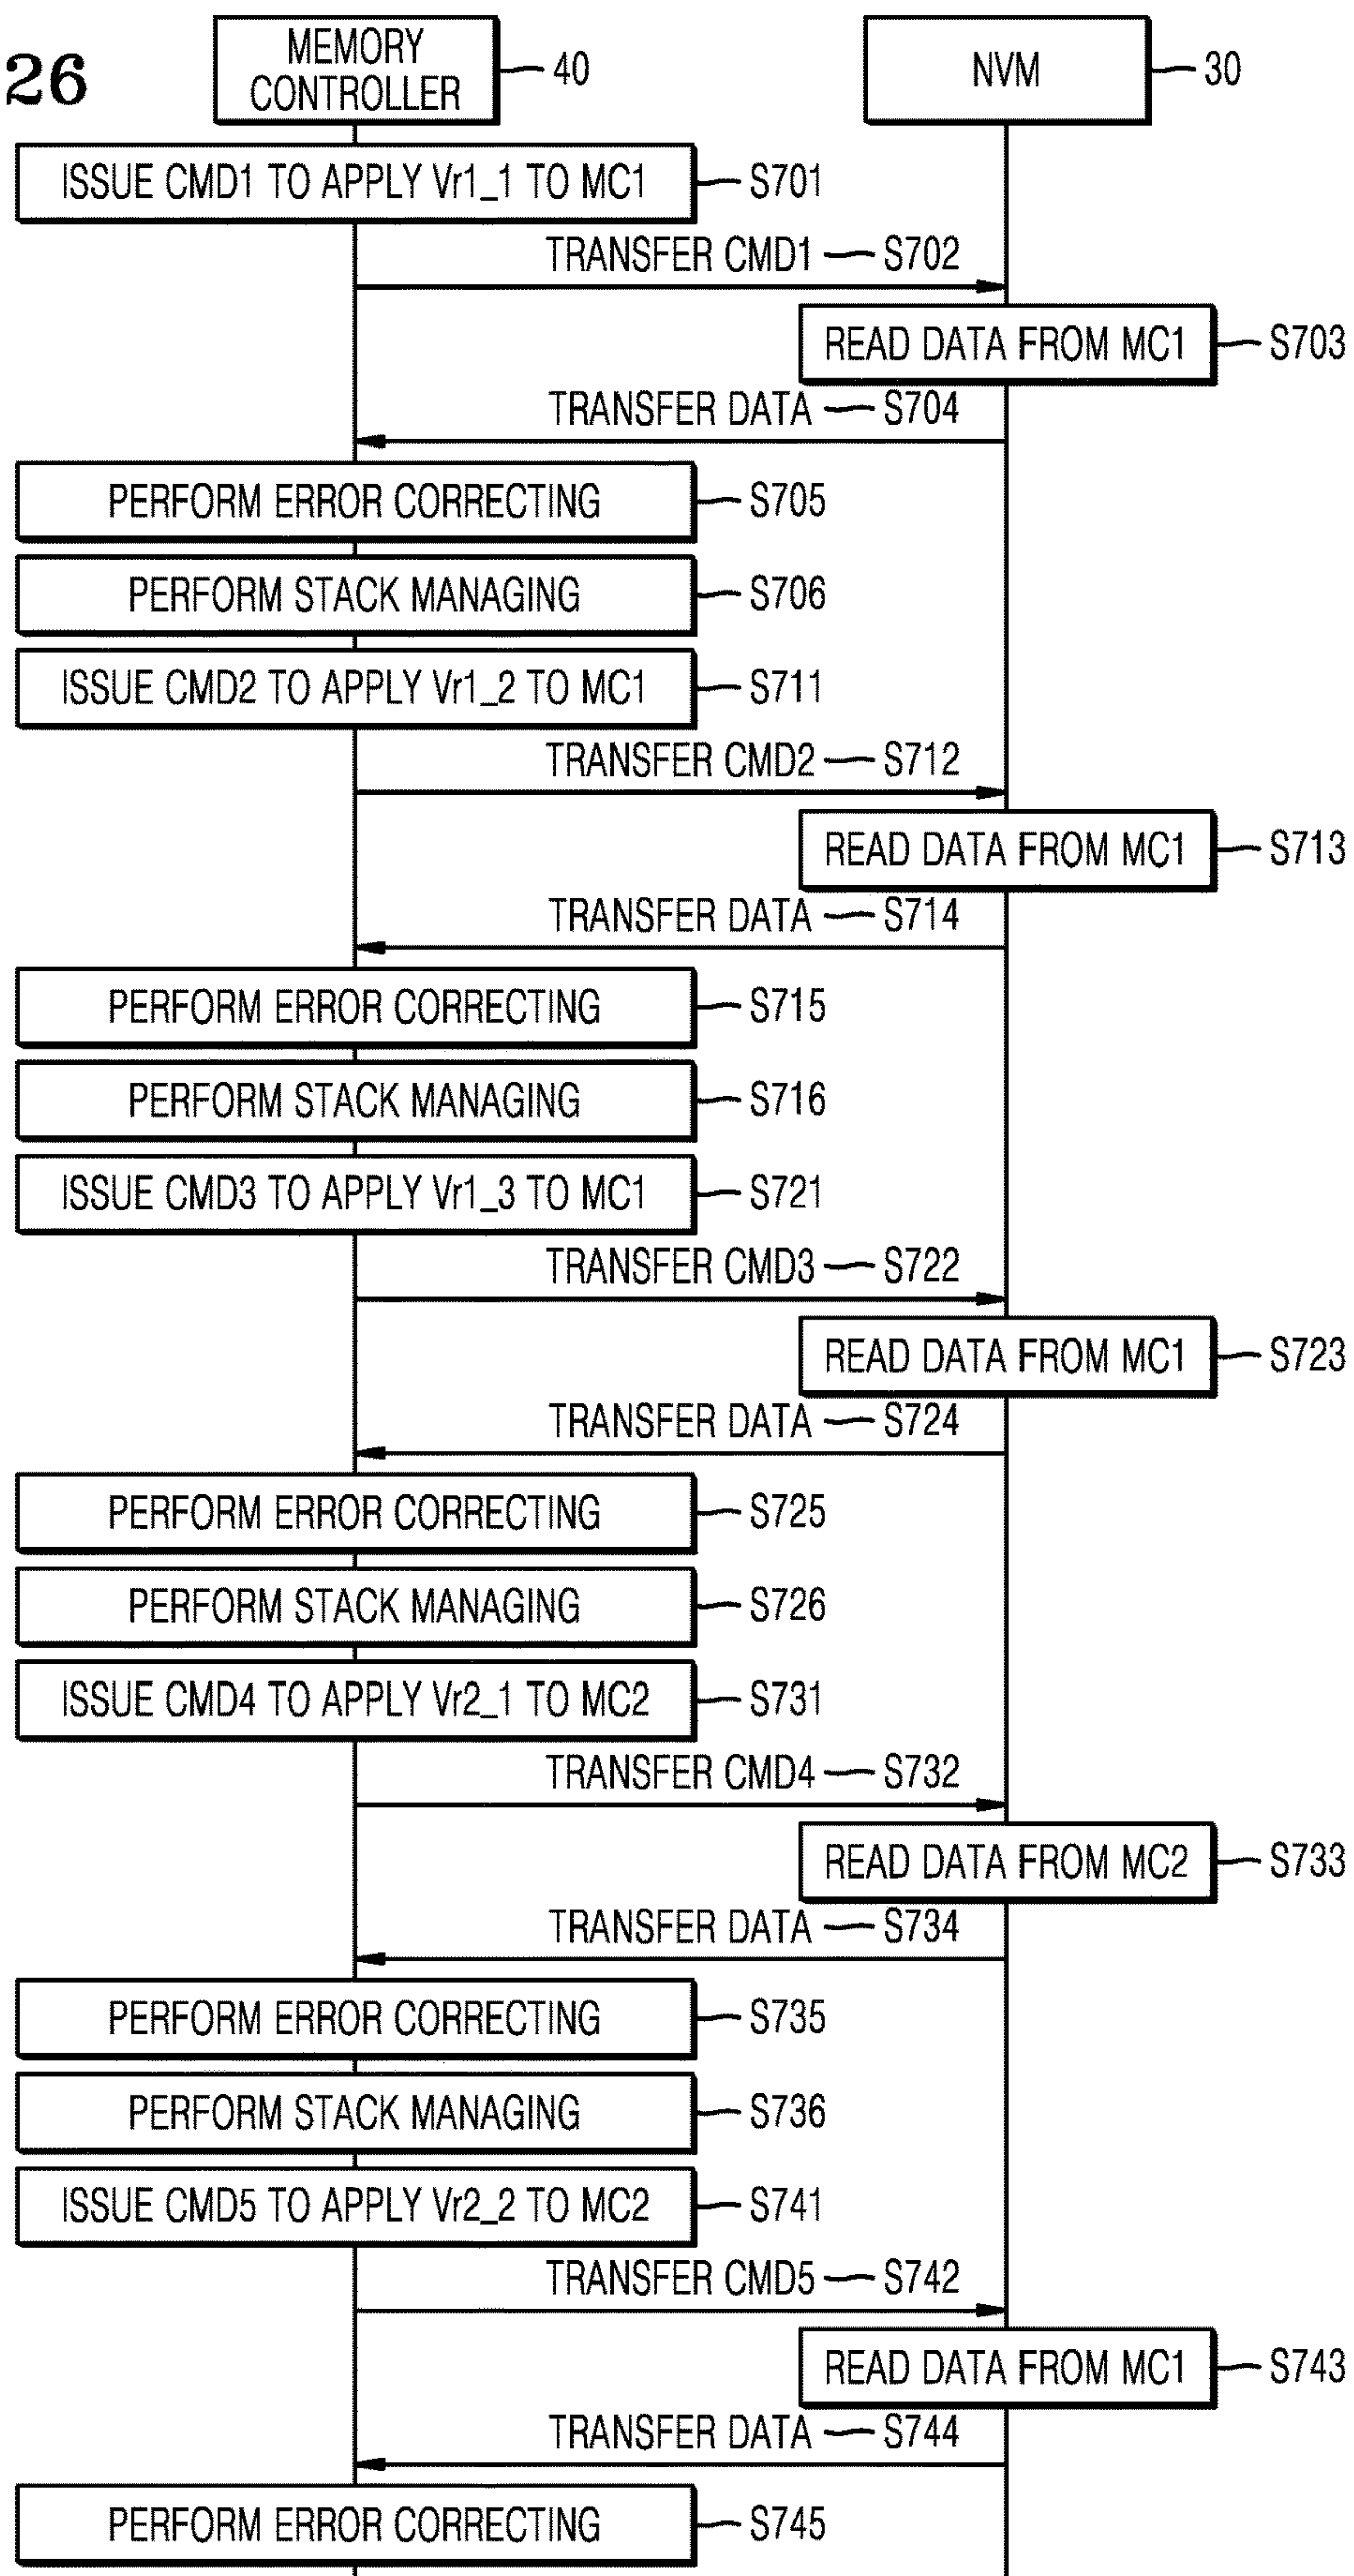 26
MEMORY
CONTROLLER
40
NVM
30
ISSUE CMD1 TO APPLY Vr1_1 TO MC1
S701
TRANSFER CMD1
S702
READ DATA FROM MC1
S703
TRANSFER DATA
S704
PERFORM ERROR CORRECTING
S705
PERFORM STACK MANAGING
S706
ISSUE CMD2 TO APPLY Vr1_2 TO MC1
S711
TRANSFER CMD2
S712
READ DATA FROM MC1
S713
TRANSFER DATA
S714
PERFORM ERROR CORRECTING
S715
PERFORM STACK MANAGING
S716
ISSUE CMD3 TO APPLY Vr1_3 TO MC1
S721
TRANSFER CMD3
S722
READ DATA FROM MC1
S723
TRANSFER DATA
S724
PERFORM ERROR CORRECTING
S725
PERFORM STACK MANAGING
S726
ISSUE CMD4 TO APPLY Vr2_1 TO MC2
S731
TRANSFER CMD4
S732
READ DATA FROM MC2
S733
TRANSFER DATA
S734
PERFORM ERROR CORRECTING
S735
PERFORM STACK MANAGING
S736
ISSUE CMD5 TO APPLY Vr2_2 TO MC2
S741
TRANSFER CMD5
S742
READ DATA FROM MC1
S743
TRANSFER DATA
S744
PERFORM ERROR CORRECTING
S745